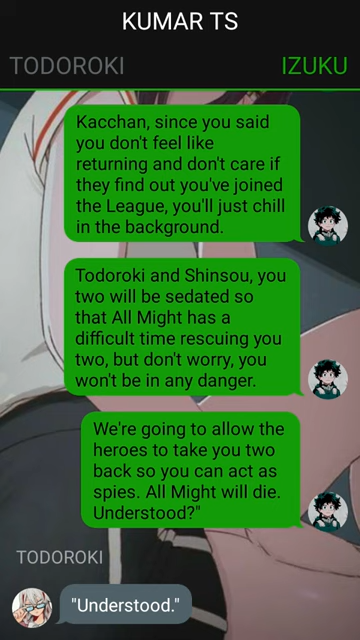 KUMAR TS
TODOROKI IZUKU
Kacchan, since you said
you don't feel like
returning and don't care if
they find out you've joined
the League, you'll just chill
in the background.
Todoroki and Shinsou, you
two will be sedated so
that All Might has a
difficult time rescuing you
two, but don't worry, you
won't be in any danger.
We're going to allow the
heroes to take you two
back so you can act as
spies. All Might will die.
Understood?"
TODOROKI
"Understood."